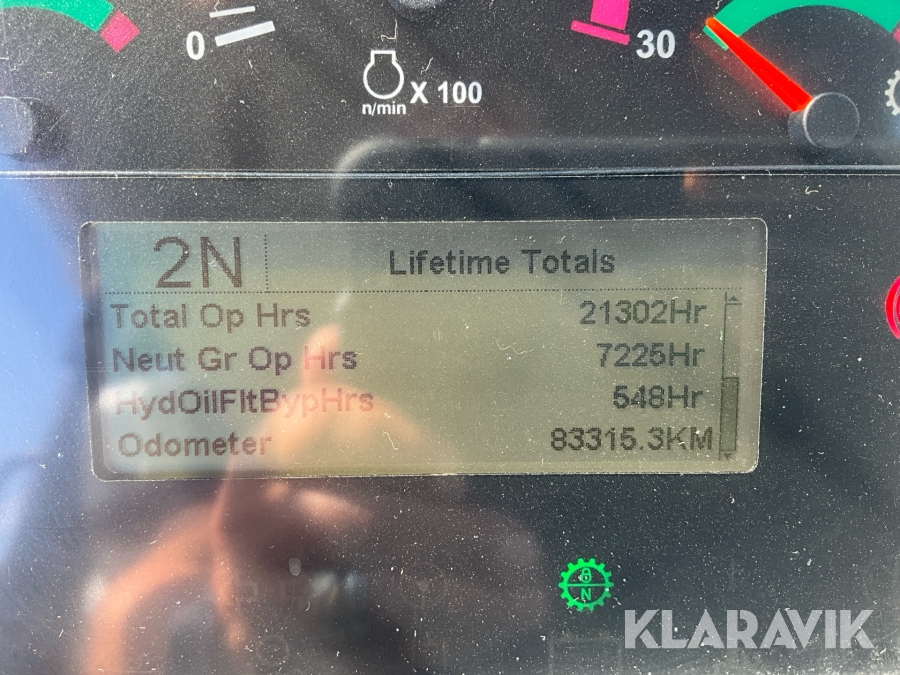 0
30
n/min X 100
2N
Lifetime Totals
Total Op Hrs 21302Hr
Neut Gr Op Hrs 7225Hr
HydOilFltBypHrs 548Hr
Odometer 83315.3KM
N
KLARAVIK